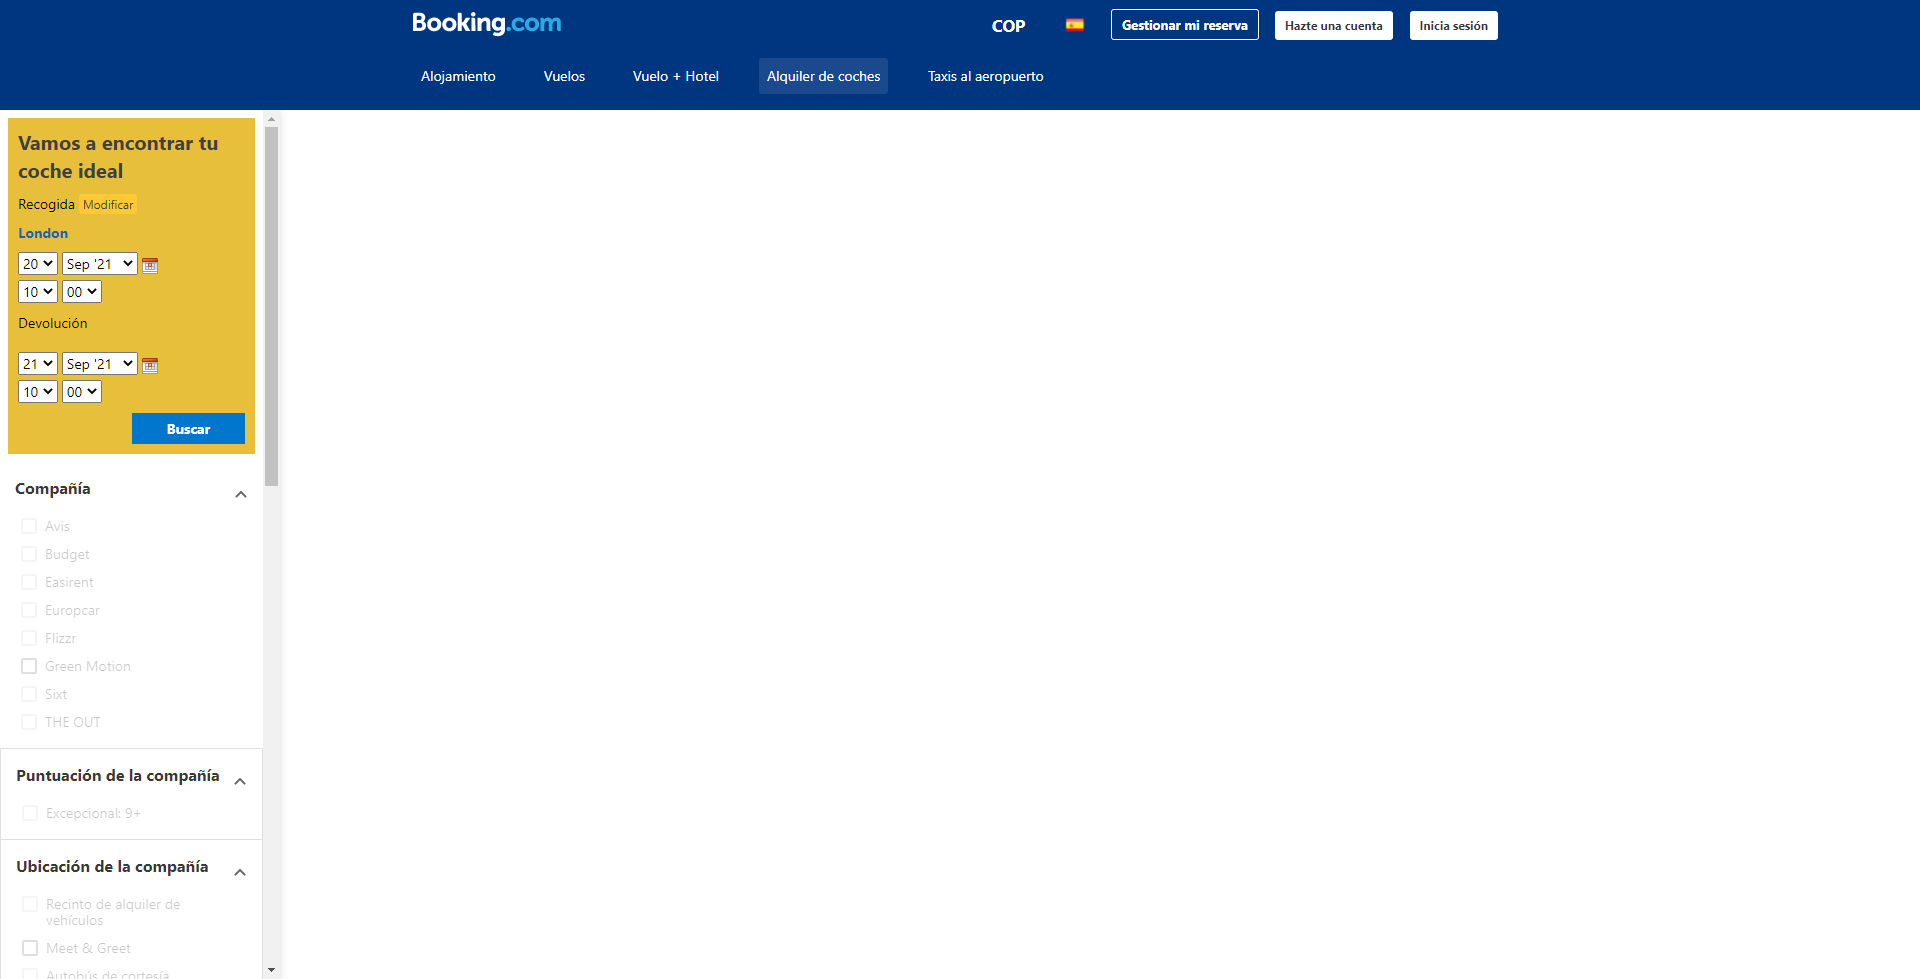 Booking.com
COP
Gestionar mi reserva
Hazte una cuenta
Inicia sesión
Alojamiento
Vuelos
Vuelo + Hotel
Alquiler de coches
Taxis al aeropuerto
Vamos a encontrar tu
coche ideal
Recogida Modificar
London
20 Sep '21
10 00
Devolución
21 Sep '21
10 00
Buscar
Compañía
Avis
Budget
Easirent
Europcar
Flizzr
Green Motion
Sixt
THE OUT
Puntuación de la compañía
Excepcional: 9+
Ubicación de la compañía
Recinto de alquiler de
vehículos
Meet & Greet
Autobús de cortesía